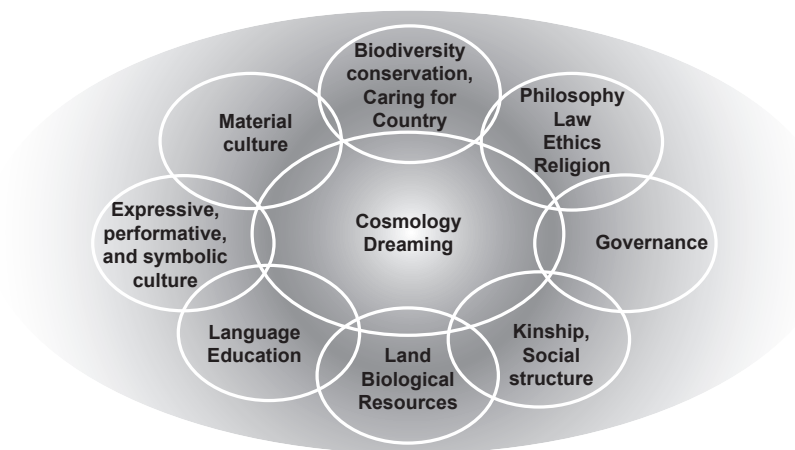 Biodiversity
conservation,
Caring for
Country
Philosophy
Law
Ethics
Religion
Material
culture
Expressive,
performative,
and symbolic
culture
Cosmology
Dreaming
Governance
Language
Education
Land
Biological
Resources
Kinship,
Social
structure